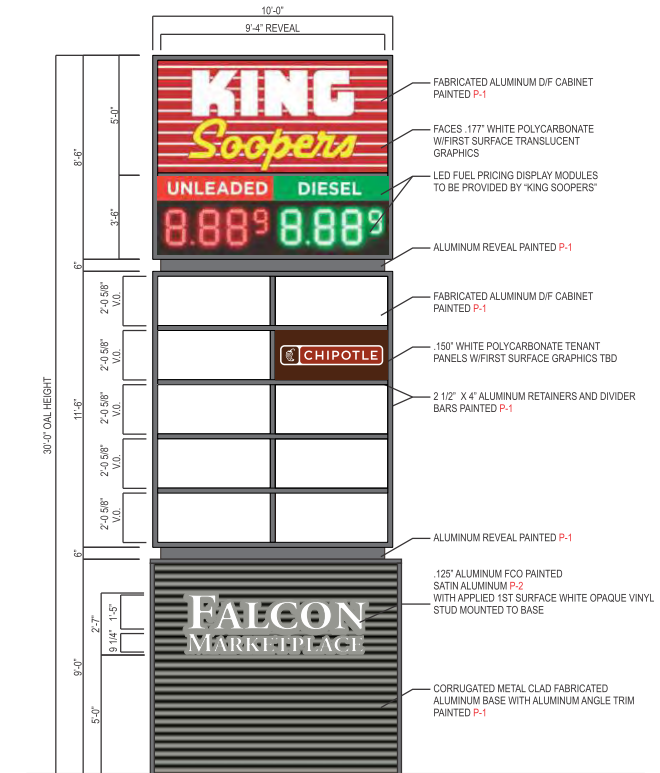 10'-0"
9'-4" REVEAL
KING
Soopers
UNLEADED DIESEL
8.88 9 8.88 9
FABRICATED ALUMINUM D/F CABINET
PAINTED P-1
FACES .177" WHITE POLYCARBONATE
W/FIRST SURFACE TRANSLUCENT
GRAPHICS
LED FUEL PRICING DISPLAY MODULES
TO BE PROVIDED BY "KING SOOPERS"
ALUMINUM REVEAL PAINTED P-1
FABRICATED ALUMINUM D/F CABINET
PAINTED P-1
CHIPOTLE
.150" WHITE POLYCARBONATE TENANT
PANELS W/FIRST SURFACE GRAPHICS TBD
2 1/2" X 4" ALUMINUM RETAINERS AND DIVIDER
BARS PAINTED P-1
ALUMINUM REVEAL PAINTED P-1
.125" ALUMINUM FCO PAINTED
SATIN ALUMINUM P-2
WITH APPLIED 1ST SURFACE WHITE OPAQUE VINYL
STUD MOUNTED TO BASE
FALCON
MARKETPLACE
CORRUGATED METAL CLAD FABRICATED
ALUMINUM BASE WITH ALUMINUM ANGLE TRIM
PAINTED P-1
30'-0" OAL HEIGHT
8'-6"
5'-0"
3'-6"
6"
11'-6"
2'-0 5/8"
V.O.
2'-0 5/8"
V.O.
2'-0 5/8"
V.O.
2'-0 5/8"
V.O.
2'-0 5/8"
V.O.
6"
9'-0"
2'-7"
1'-5"
9 1/4"
5'-0"